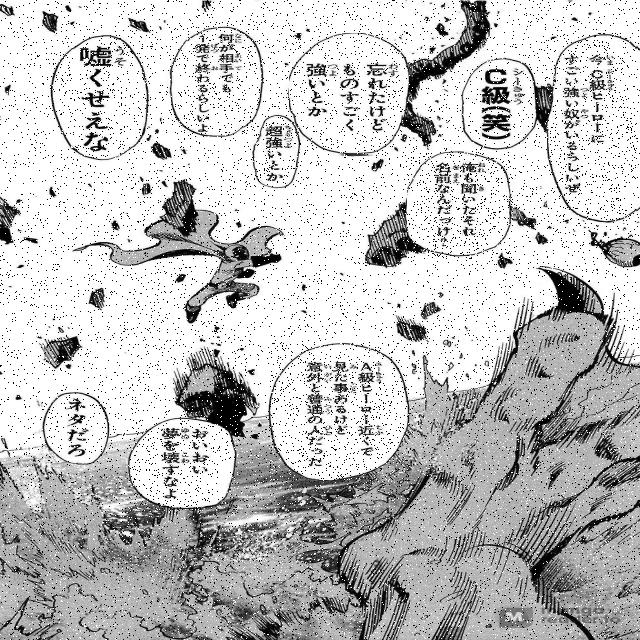 今C級ヒーローに
すごい強い奴がいるらしいぜ
C級(笑)
俺も聞いたそれ
名前なんだっけ？
忘れたけど
ものすごく
強いとか
超強いとか
何が相手でも
1発で終わるらしいよ
嘘くせえな
A級ヒーロー近くで
見た事あるけど
意外と普通の人だった
おいおい
夢を壊すなよ
ネタだろ